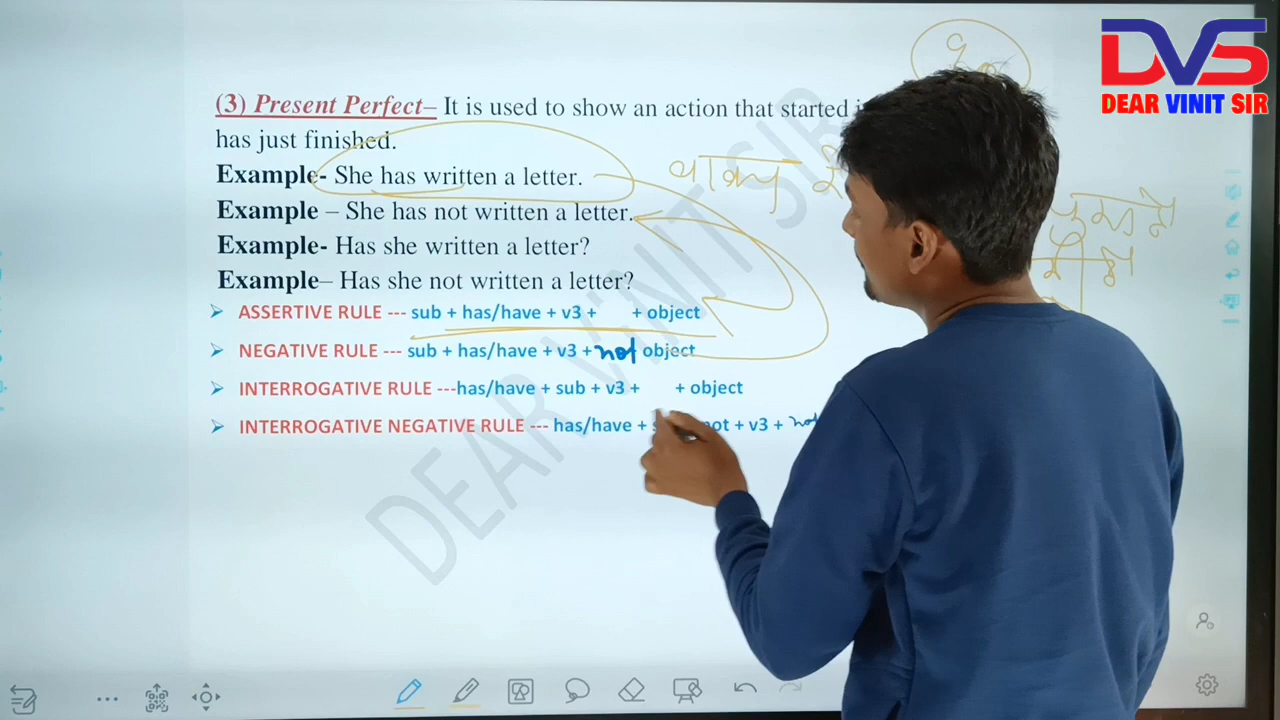 DVS
DEAR VINIT SIR
(3) Present Perfect– It is used to show an action that started
has just finished.
Example- She has written a letter.
Example – She has not written a letter.
Example- Has she written a letter?
Example– Has she not written a letter?
➢ ASSERTIVE RULE --- sub + has/have + v3 + + object
➢ NEGATIVE RULE --- sub + has/have + v3 + not object
➢ INTERROGATIVE RULE ---has/have + sub + v3 + + object
➢ INTERROGATIVE NEGATIVE RULE --- has/have + not + v3 + not
DEAR VINIT SIR